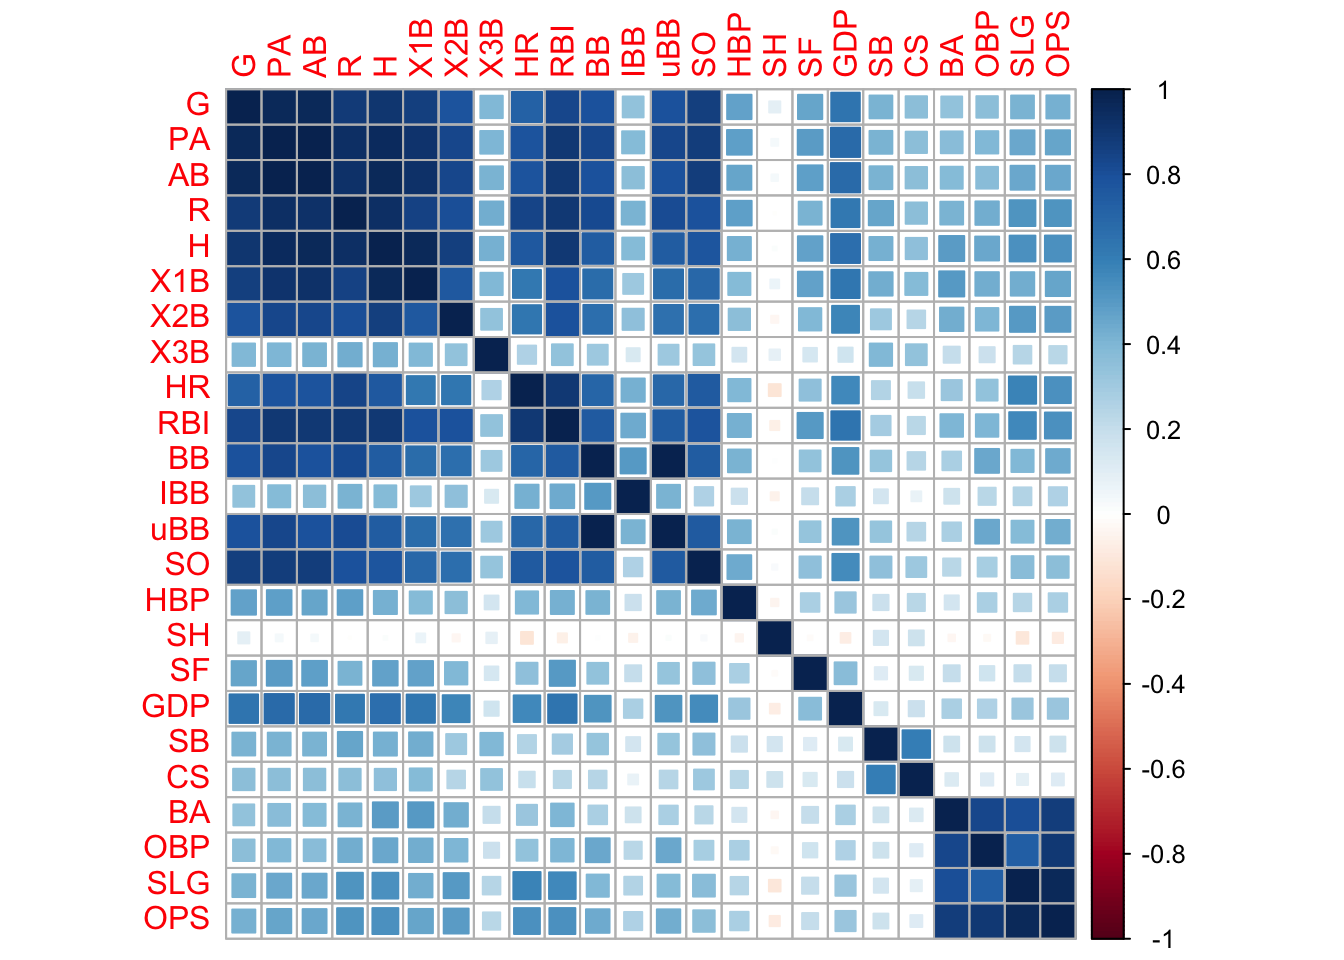 G PA AB R H X1B X2B X3B HR RBI BB IBB uBB SO HBP SH SF GDP SB CS BA OBP SLG OPS
G
PA
AB
R
H
X1B
X2B
X3B
HR
RBI
BB
IBB
uBB
SO
HBP
SH
SF
GDP
SB
CS
BA
OBP
SLG
OPS
1
0.8
0.6
0.4
0.2
0
-0.2
-0.4
-0.6
-0.8
-1